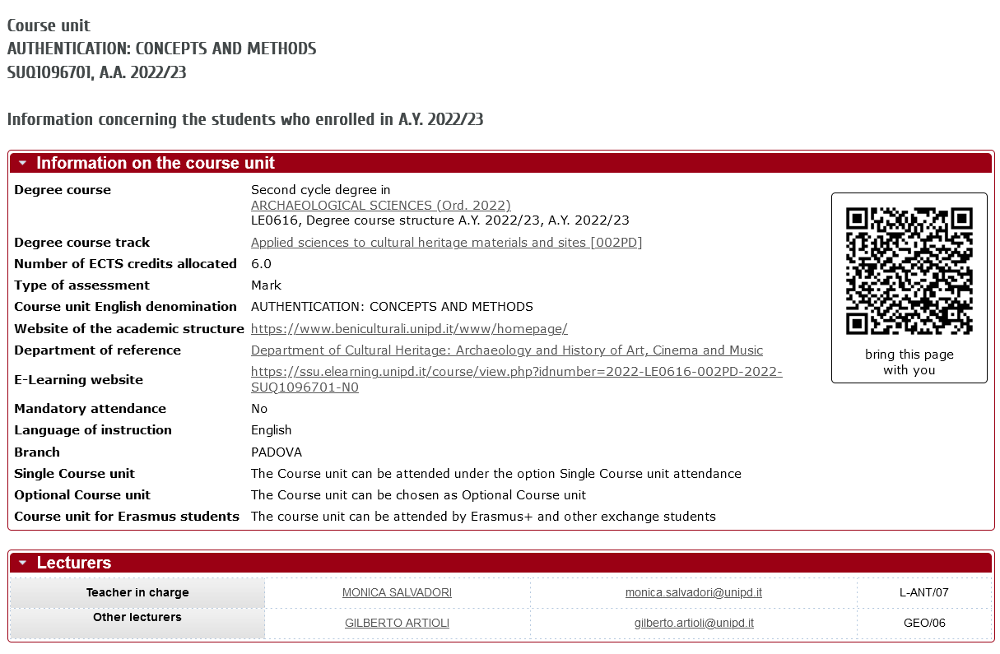 Course unit
AUTHENTICATION: CONCEPTS AND METHODS
SUQ1096701, A.A. 2022/23
Information concerning the students who enrolled in A.Y. 2022/23
Information on the course unit
Degree course Second cycle degree in
ARCHAEOLOGICAL SCIENCES (Ord. 2022)
LE0616, Degree course structure A.Y. 2022/23, A.Y. 2022/23
Degree course track Applied sciences to cultural heritage materials and sites [002PD]
Number of ECTS credits allocated 6.0
Type of assessment Mark
Course unit English denomination AUTHENTICATION: CONCEPTS AND METHODS
Website of the academic structure https://www.beniculturali.unipd.it/www/homepage/
Department of reference Department of Cultural Heritage: Archaeology and History of Art, Cinema and Music
E-Learning website https://ssu.elearning.unipd.it/course/view.php?idnumber=2022-LE0616-002PD-2022-
SUQ1096701-N0
Mandatory attendance No
Language of instruction English
Branch PADOVA
Single Course unit The Course unit can be attended under the option Single Course unit attendance
Optional Course unit The Course unit can be chosen as Optional Course unit
Course unit for Erasmus students The course unit can be attended by Erasmus+ and other exchange students
bring this page
with you
Lecturers
Teacher in charge MONICA SALVADORI monica.salvadori@unipd.it L-ANT/07
Other lecturers GILBERTO ARTIOLI gilberto.artioli@unipd.it GEO/06